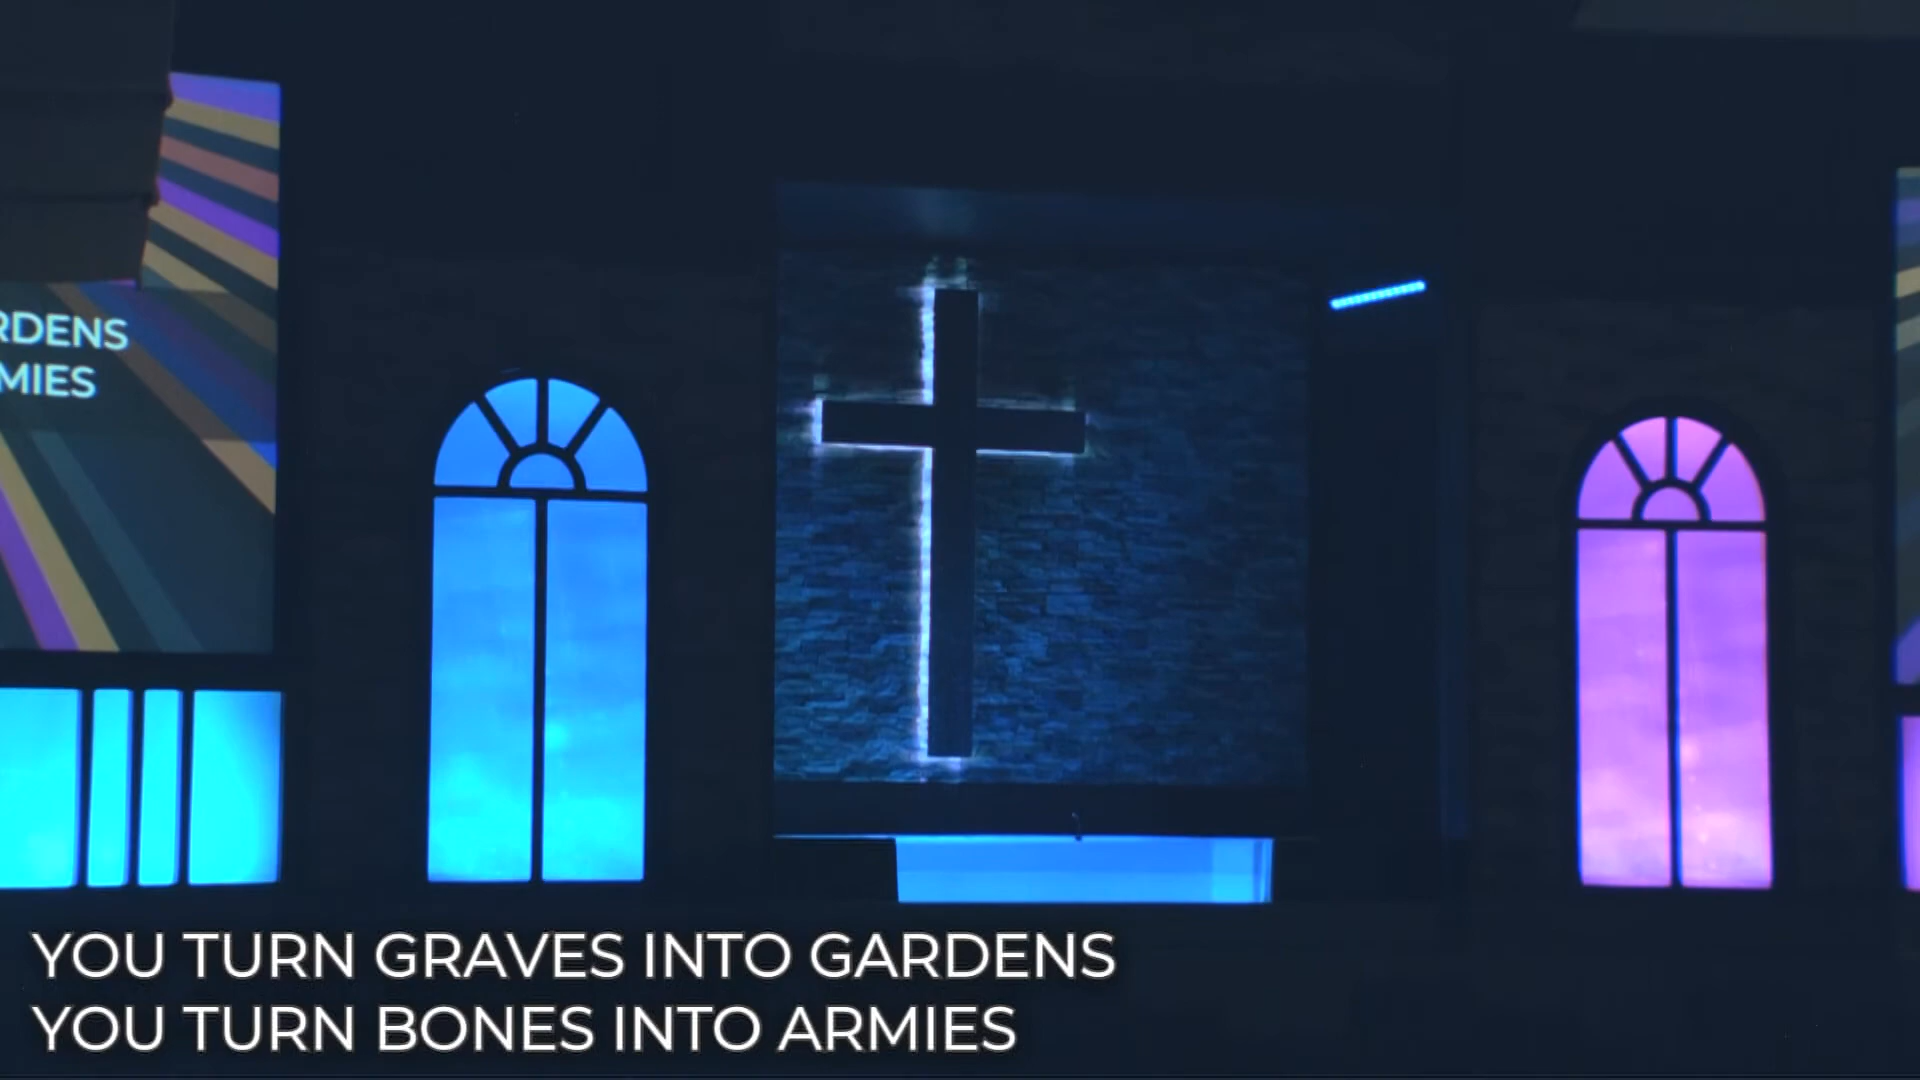 RDENS
MIES
YOU TURN GRAVES INTO GARDENS
YOU TURN BONES INTO ARMIES